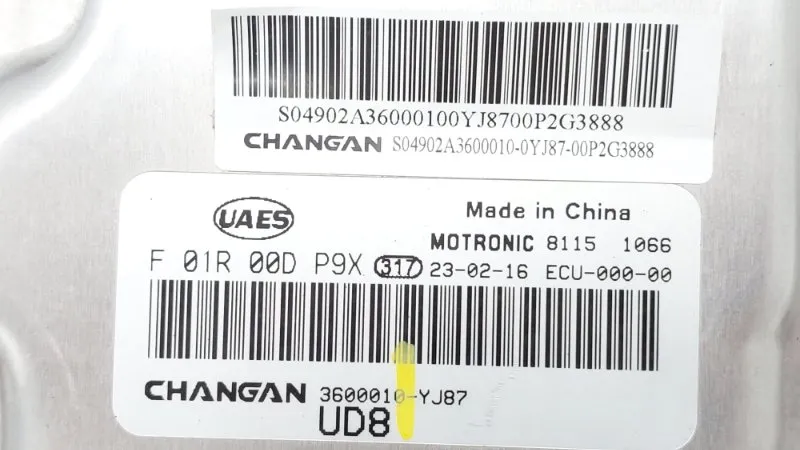 S04902A36000100YJ8700P2G3888
CHANGAN S04902A3600010-0YJ87-00P2G3888
UAES
Made in China
MOTRONIC 8115 1066
F 01R 00D P9X 317 23-02-16 ECU-000-00
CHANGAN 3600010-YJ87
UD8